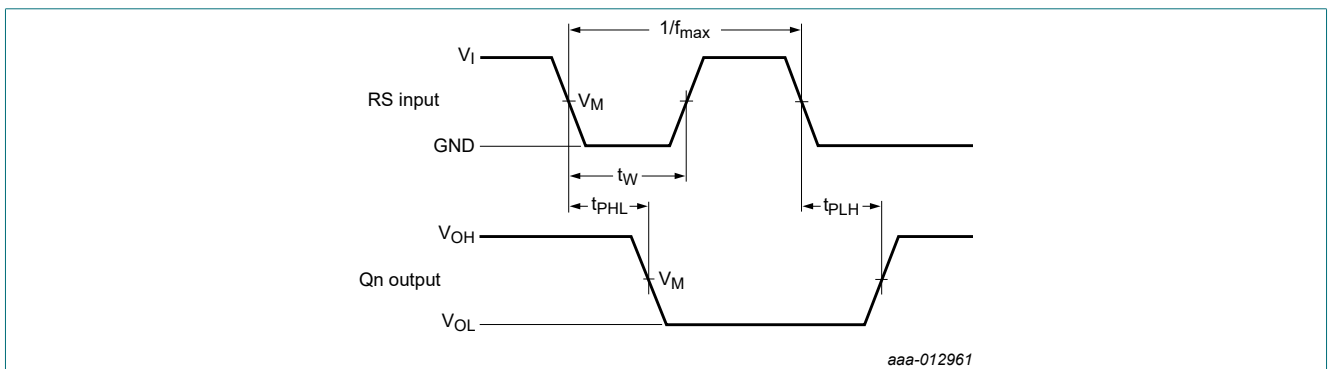 1/fmax
VI
RS input
VM
GND
tW
tPHL
tPLH
VOH
Qn output
VM
VOL
aaa-012961